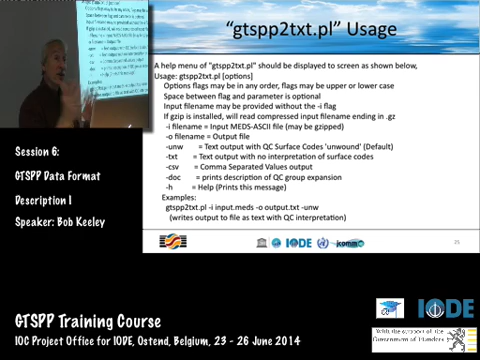 "gtspp2txt.pl" Usage
A help menu of "gtspp2txt.pl" should be displayed to screen as shown below,
Usage: gtspp2txt.pl [options]
Options flags may be in any order, flags may be upper or lower case
Space between flag and parameter is optional
Input filename may be provided without the -i flag
If gzip is installed, will read compressed input filename ending in .gz
-i filename = Input MEDS-ASCII file (may be gzipped)
-o filename = Output file
-unw = Text output with QC Surface Codes 'unwound' (Default)
-txt = Text output with no interpretation of surface codes
-csv = Comma Separated Values output
-doc = prints description of QC group expansion
-h = Help (Prints this message)
Examples:
gtspp2txt.pl -i input.meds -o output.txt -unw
(writes output to file as text with QC interpretation)
IODE
jcomm
25
Session 6:
GTSPP Data Format
Description I
Speaker: Bob Keeley
GTSPP Training Course
IOC Project Office for IODE, Ostend, Belgium, 23 - 26 June 2014
IODE
With the support of the
Government of Flanders